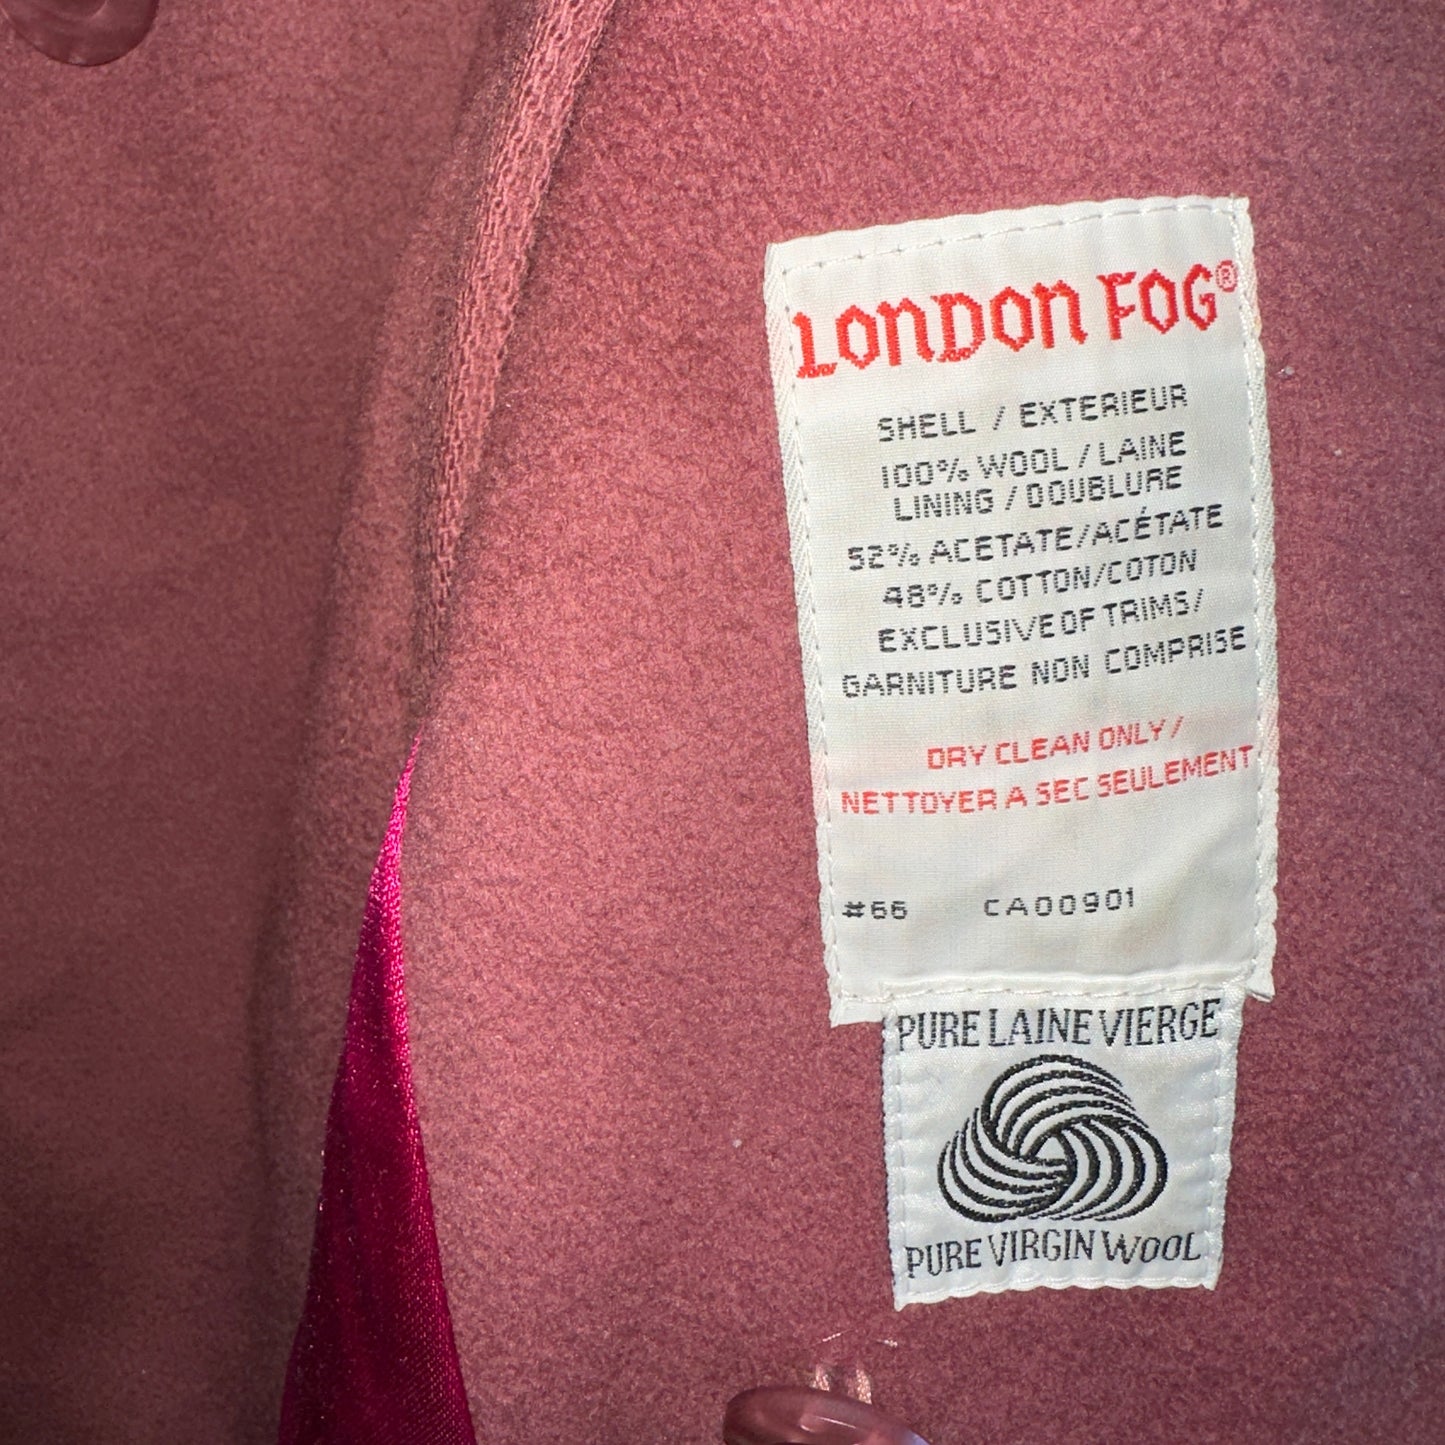 LONDON FOG®
SHELL / EXTERIEUR
100% WOOL / LAINE
LINING / DOUBLURE
52% ACETATE/ACÉTATE
48% COTTON/COTON
EXCLUSIVE OF TRIMS/
GARNITURE NON COMPRISE
DRY CLEAN ONLY/
NETTOYER A SEC SEULEMENT
#66 CA00901
PURE LAINE VIERGE
PURE VIRGIN WOOL